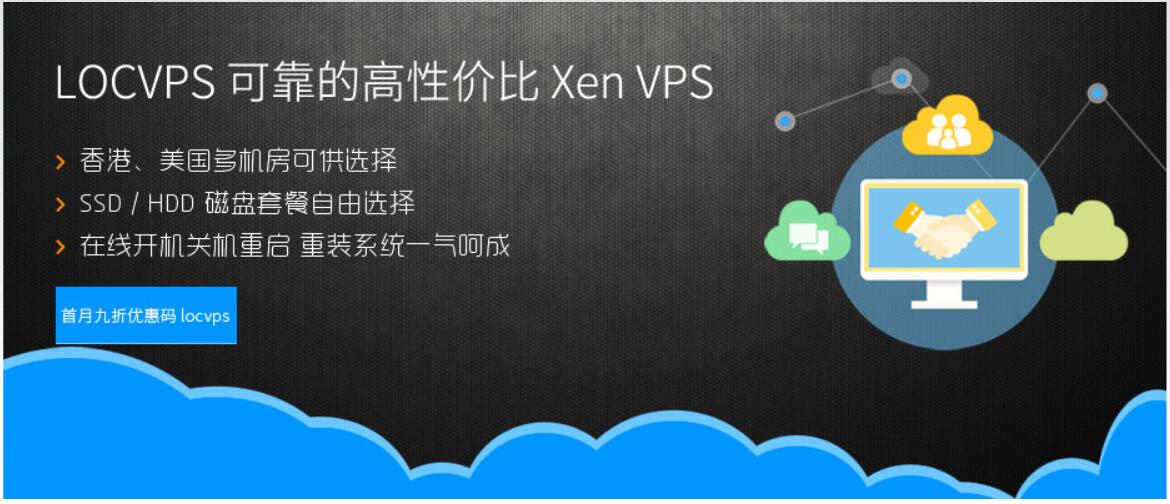 LOCVPS 可靠的高性价比 Xen VPS
香港、美国多机房可供选择
SSD / HDD 磁盘套餐自由选择
在线开机关机重启 重装系统一气呵成
首月九折优惠码 locvps